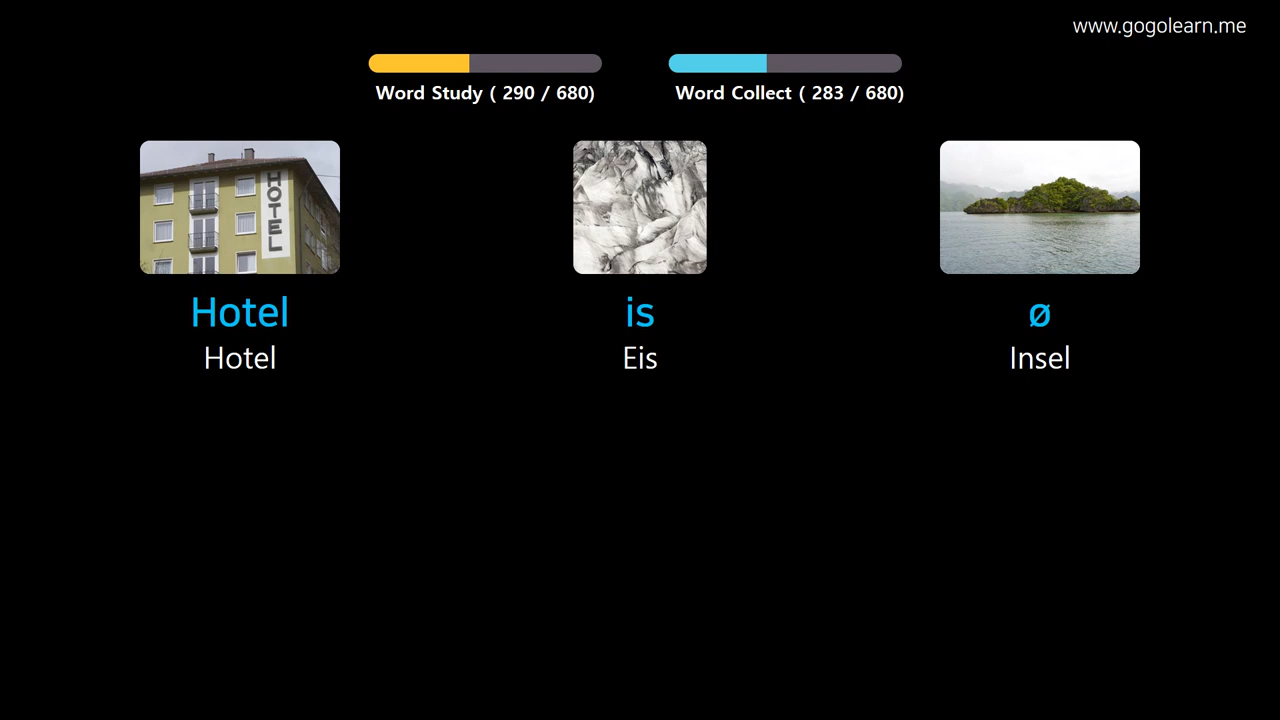 www.gogolearn.me
Word Study ( 290 / 680)
Word Collect ( 283 / 680)
HOTEL
Hotel
is
ø
Hotel
Eis
Insel